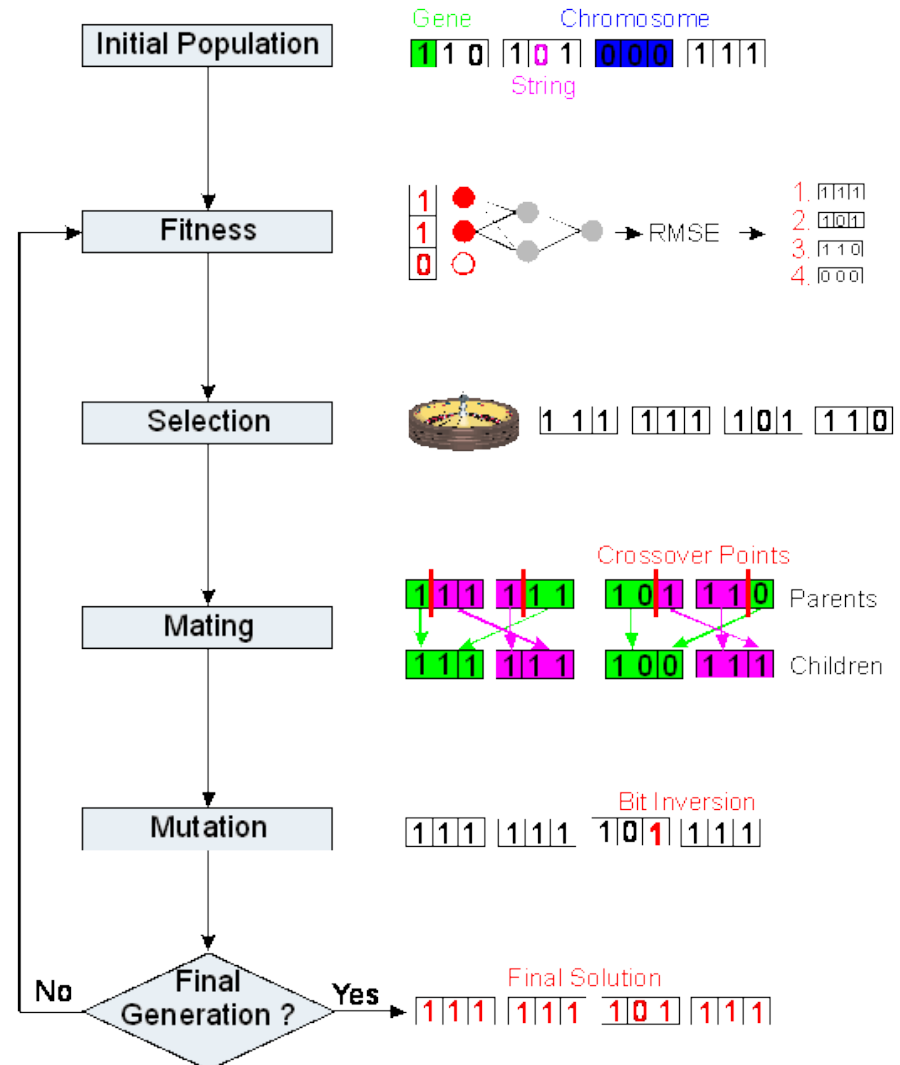 Gene Chromosome
Initial Population
1 1 0 1 0 1 0 0 0 1 1 1
String
Fitness
1
1
0
RMSE
1. 1 1 1
2. 1 0 1
3. 1 1 0
4. 0 0 0
Selection
1 1 1 1 1 1 1 0 1 1 1 0
Crossover Points
Mating
1 1 1 1 1 1 1 0 1 1 1 0 Parents
1 1 1 1 1 1 1 0 0 1 1 1 Children
Bit Inversion
Mutation
1 1 1 1 1 1 1 0 1 1 1 1
Final Solution
No
Final
Generation ?
Yes
1 1 1 1 1 1 1 0 1 1 1 1